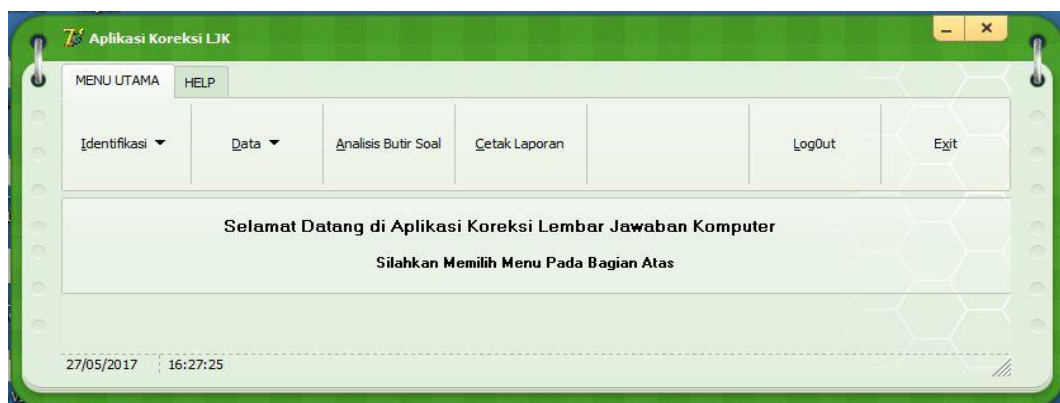 Aplikasi Koreksi LJK
MENU UTAMA HELP
Identifikasi Data Analisis Butir Soal Cetak Laporan Log0ut Exit
Selamat Datang di Aplikasi Koreksi Lembar Jawaban Komputer
Silahkan Memilih Menu Pada Bagian Atas
27/05/2017 16:27:25